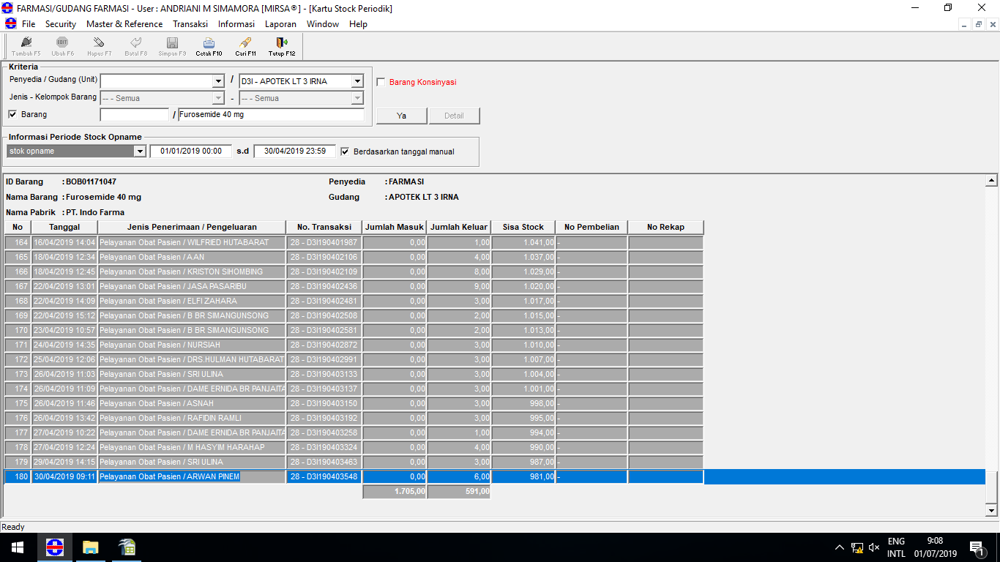 FARMASI/GUDANG FARMASI - User : ANDRIANI M SIMAMORA [MIRSA®] - [Kartu Stock Periodik]
File Security Master & Reference Transaksi Informasi Laporan Window Help
Tambah F5 Ubah F6 Hapus F7 Batal F8 Simpan F9 Cetak F10 Cari F11 Tutup F12
Kriteria
Penyedia / Gudang (Unit) / D3I - APOTEK LT 3 IRNA Barang Konsinyasi
Jenis - Kelompok Barang -- - Semua - -- - Semua
Barang / Furosemide 40 mg Ya Detail
Informasi Periode Stock Opname
stok opname 01/01/2019 00:00 s.d 30/04/2019 23:59 Berdasarkan tanggal manual
ID Barang : BOB01171047 Penyedia : FARMASI
Nama Barang : Furosemide 40 mg Gudang : APOTEK LT 3 IRNA
Nama Pabrik : PT. Indo Farma
No Tanggal Jenis Penerimaan / Pengeluaran No. Transaksi Jumlah Masuk Jumlah Keluar Sisa Stock No Pembelian No Rekap
164 16/04/2019 14:04 Pelayanan Obat Pasien / WILFRIED HUTABARAT 28 - D3I190401987 0,00 1,00 1.041,00 -
165 18/04/2019 12:34 Pelayanan Obat Pasien / AAN 28 - D3I190402106 0,00 4,00 1.037,00 -
166 18/04/2019 12:45 Pelayanan Obat Pasien / KRISTON SIHOMBING 28 - D3I190402109 0,00 8,00 1.029,00 -
167 22/04/2019 13:01 Pelayanan Obat Pasien / JASA PASARIBU 28 - D3I190402436 0,00 9,00 1.020,00 -
168 22/04/2019 14:09 Pelayanan Obat Pasien / ELFI ZAHARA 28 - D3I190402481 0,00 3,00 1.017,00 -
169 22/04/2019 15:12 Pelayanan Obat Pasien / B BR SIMANGUNSONG 28 - D3I190402508 0,00 2,00 1.015,00 -
170 23/04/2019 10:57 Pelayanan Obat Pasien / B BR SIMANGUNSONG 28 - D3I190402581 0,00 2,00 1.013,00 -
171 24/04/2019 14:35 Pelayanan Obat Pasien / NURSIAH 28 - D3I190402872 0,00 3,00 1.010,00 -
172 25/04/2019 12:06 Pelayanan Obat Pasien / DRS.HULMAN HUTABARAT 28 - D3I190402991 0,00 3,00 1.007,00 -
173 26/04/2019 11:03 Pelayanan Obat Pasien / SRI ULINA 28 - D3I190403133 0,00 3,00 1.004,00 -
174 26/04/2019 11:09 Pelayanan Obat Pasien / DAME ERNIDA BR PANJAITA 28 - D3I190403137 0,00 3,00 1.001,00 -
175 26/04/2019 11:46 Pelayanan Obat Pasien / ASNAH 28 - D3I190403150 0,00 3,00 998,00 -
176 26/04/2019 13:42 Pelayanan Obat Pasien / RAFIDIN RAMLI 28 - D3I190403192 0,00 3,00 995,00 -
177 27/04/2019 10:22 Pelayanan Obat Pasien / DAME ERNIDA BR PANJAITA 28 - D3I190403258 0,00 1,00 994,00 -
178 27/04/2019 12:24 Pelayanan Obat Pasien / M HASYIM HARAHAP 28 - D3I190403324 0,00 4,00 990,00 -
179 29/04/2019 14:15 Pelayanan Obat Pasien / SRI ULINA 28 - D3I190403463 0,00 3,00 987,00 -
180 30/04/2019 09:11 Pelayanan Obat Pasien / ARWAN PINEM 28 - D3I190403548 0,00 6,00 981,00 -
1.705,00 591,00
Ready
ENG 9:08
INTL 01/07/2019 1